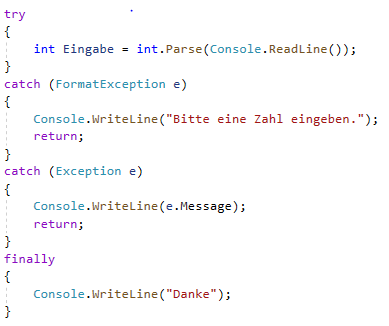 try
{
    int Eingabe = int.Parse(Console.ReadLine());
}
catch (FormatException e)
{
    Console.WriteLine("Bitte eine Zahl eingeben.");
    return;
}
catch (Exception e)
{
    Console.WriteLine(e.Message);
    return;
}
finally
{
    Console.WriteLine("Danke");
}